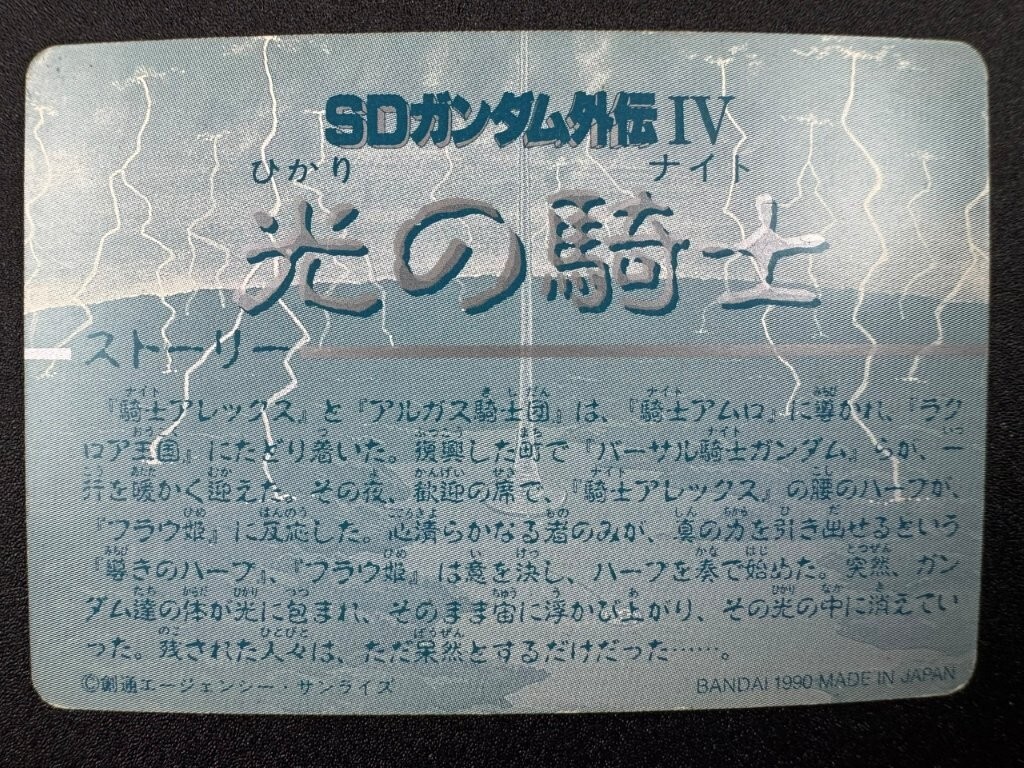 SDガンダム外伝IV
ひかり ナイト
光の騎士
ストーリー
『騎士アレックス』と『アルガス騎士団』は、『騎士アムロ』に導かれ、『ラク
ロア王国』にたどり着いた。復興した町で『バーサル騎士ガンダム』らが、一
行を暖かく迎えた。その夜、歓迎の席で、『騎士アレックス』の腰のハープが、
『フラウ姫』に反応した。心清らかなる者のみが、真の力を引き出せるという
『導きのハープ』、『フラウ姫』は意を決し、ハープを奏で始めた。突然、ガン
ダム達の体が光に包まれ、そのまま宙に浮かび上がり、その光の中に消えてい
った。残された人々は、ただ呆然とするだけだった……。
©創通エージェンシー・サンライズ
BANDAI 1990 MADE IN JAPAN